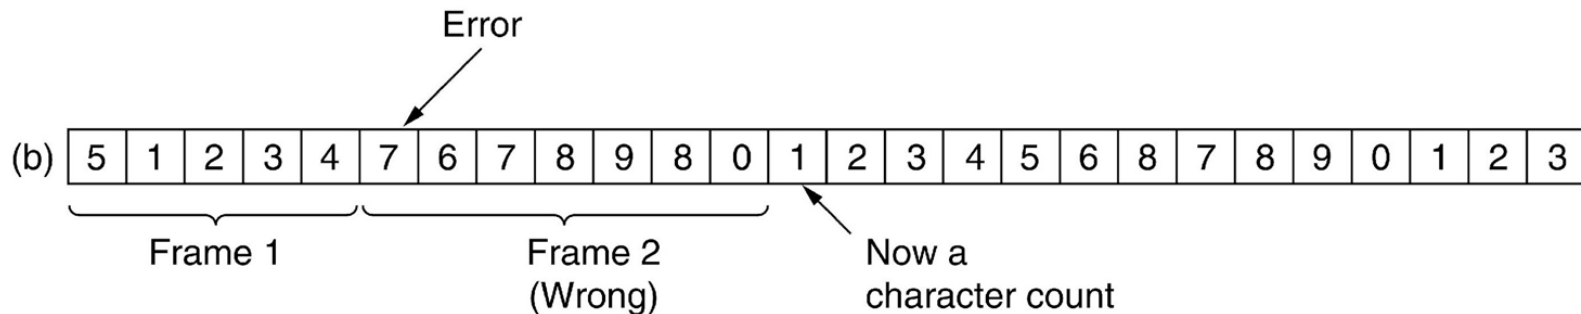 Error
(b) 5 1 2 3 4 7 6 7 8 9 8 0 1 2 3 4 5 6 8 7 8 9 0 1 2 3
Frame 1
Frame 2
(Wrong)
Now a
character count